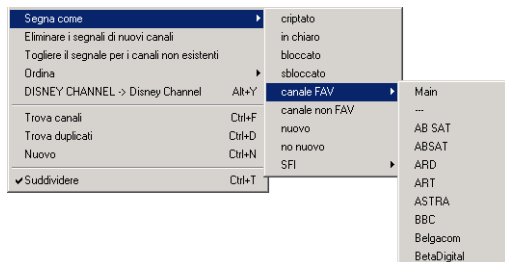 Segna come
Eliminare i segnali di nuovi canali
Togliere il segnale per i canali non esistenti
Ordina
DISNEY CHANNEL -> Disney Channel Alt+Y
Trova canali Ctrl+F
Trova duplicati Ctrl+D
Nuovo Ctrl+N
Suddividere Ctrl+T
criptato
in chiaro
bloccato
sbloccato
canale FAV
canale non FAV
nuovo
no nuovo
SFI
Main
---
AB SAT
ABSAT
ARD
ART
ASTRA
BBC
Belgacom
BetaDigital